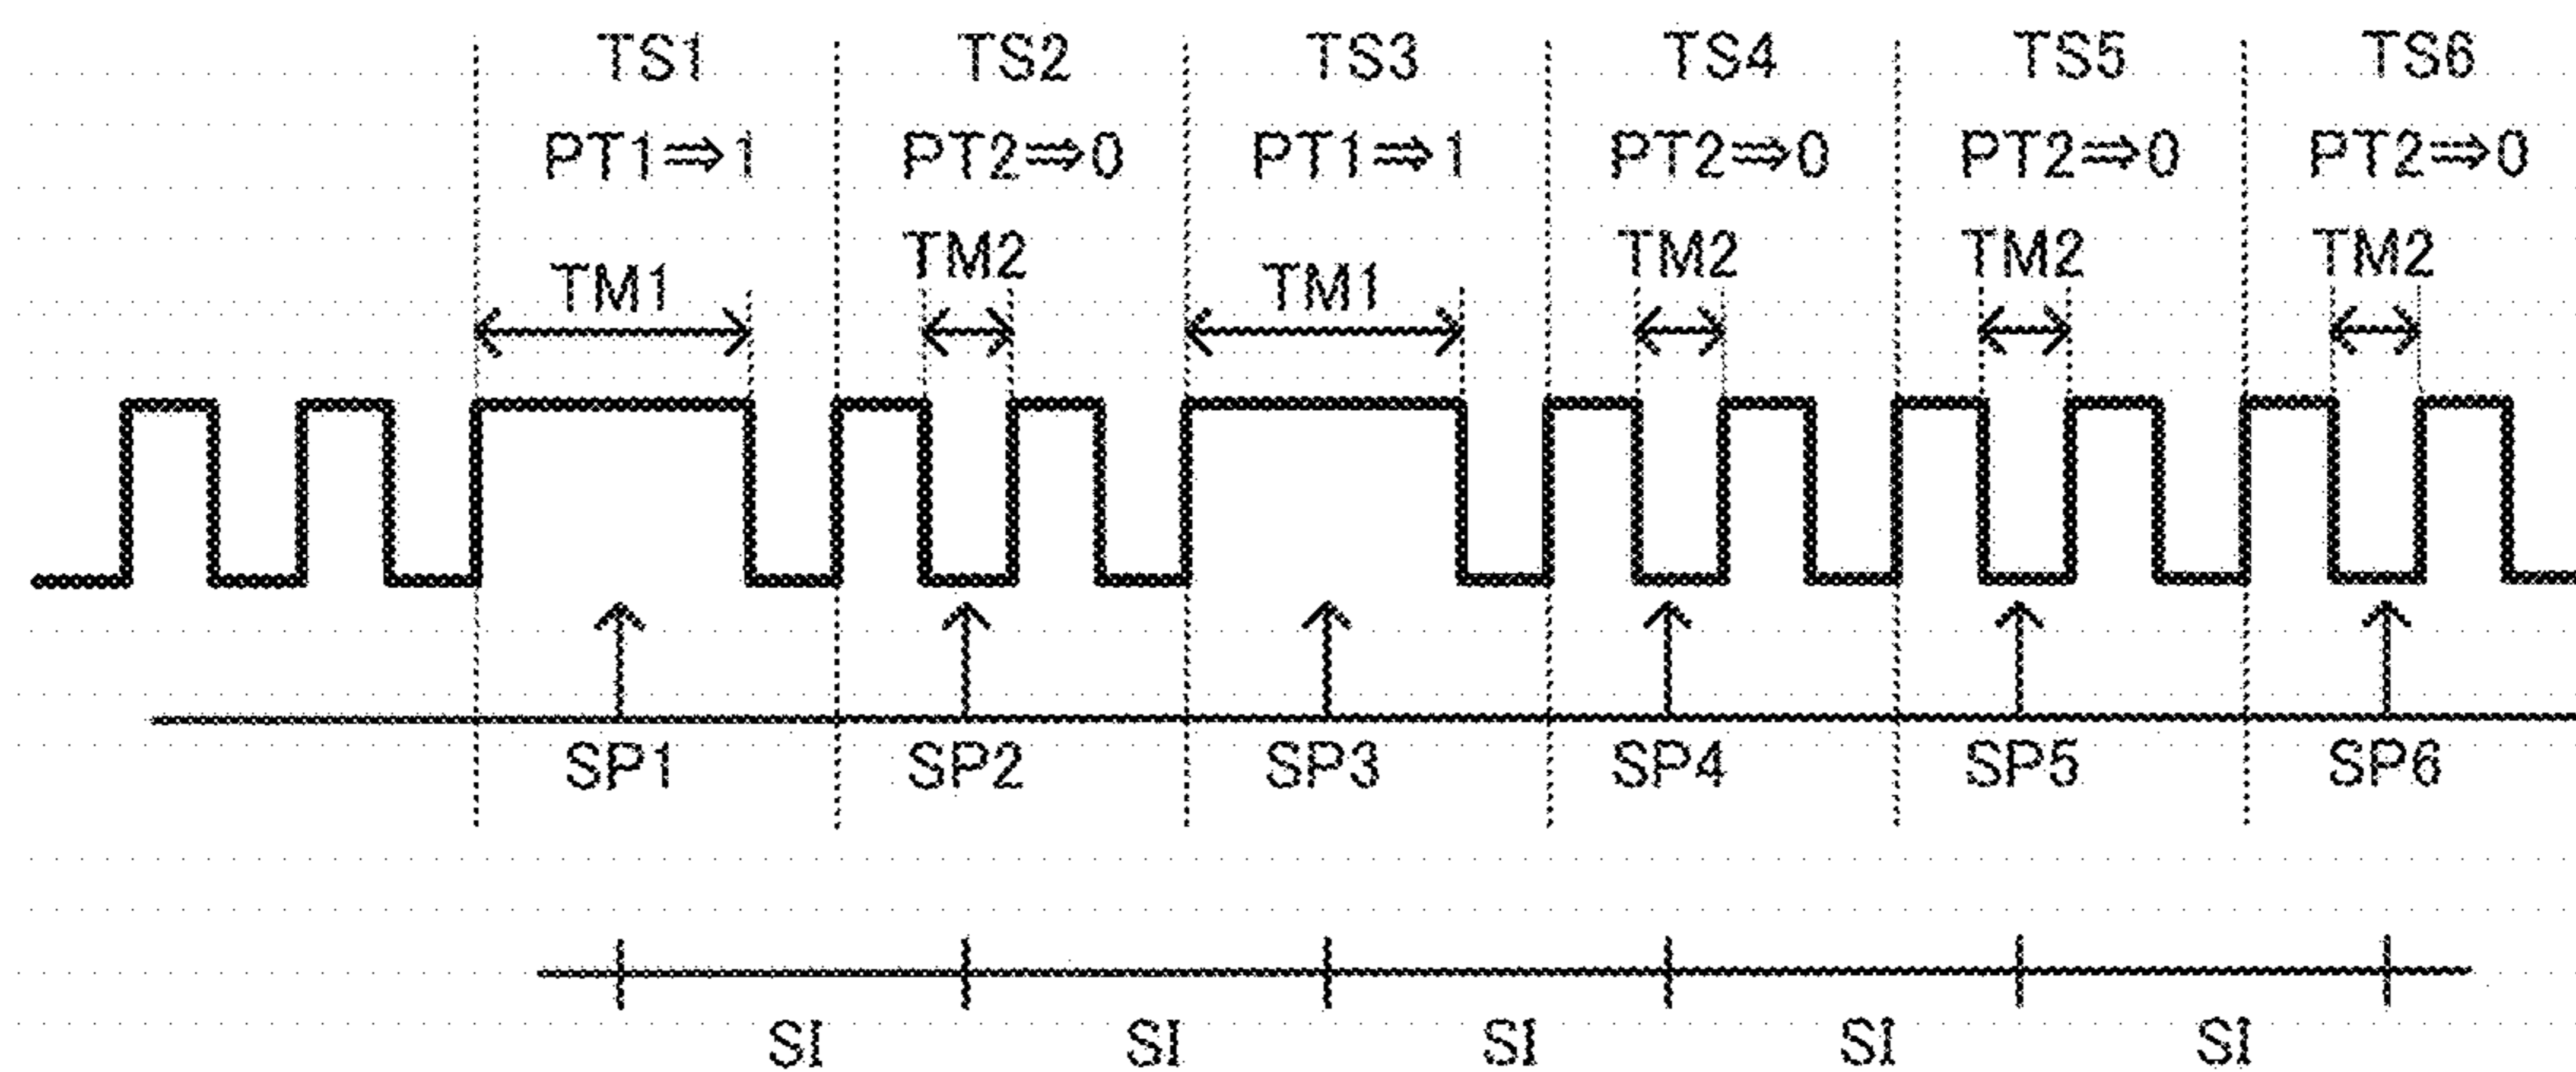 TS1 TS2 TS3 TS4 TS5 TS6
PT1⇒1 PT2⇒0 PT1⇒1 PT2⇒0 PT2⇒0 PT2⇒0
TM1 TM2 TM1 TM2 TM2 TM2
SP1 SP2 SP3 SP4 SP5 SP6
SI SI SI SI SI